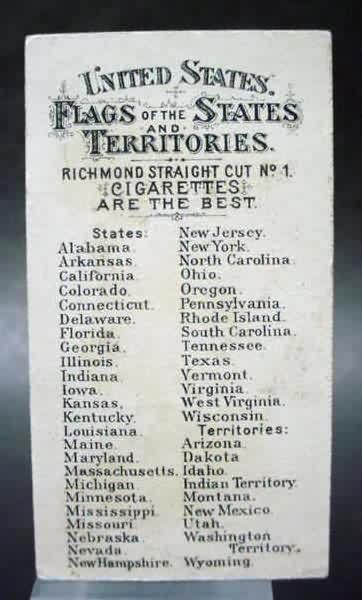 UNITED STATES.
FLAGS OF THE STATES
AND
TERRITORIES.
RICHMOND STRAIGHT CUT No 1.
CIGARETTES
ARE THE BEST.
States:
Alabama.
Arkansas.
California.
Colorado.
Connecticut.
Delaware.
Florida.
Georgia.
Illinois.
Indiana.
Iowa.
Kansas,
Kentucky.
Louisiana.
Maine.
Maryland.
Massachusetts.
Michigan.
Minnesota.
Mississippi.
Missouri.
Nebraska.
Nevada.
New Hampshire.
New Jersey.
New York.
North Carolina.
Ohio.
Oregon.
Pennsylvania.
Rhode Island.
South Carolina.
Tennessee.
Texas.
Vermont.
Virginia.
West Virginia.
Wisconsin.
Territories:
Arizona.
Dakota
Idaho.
Indian Territory.
Montana.
New Mexico.
Utah.
Washington
Territory.
Wyoming.